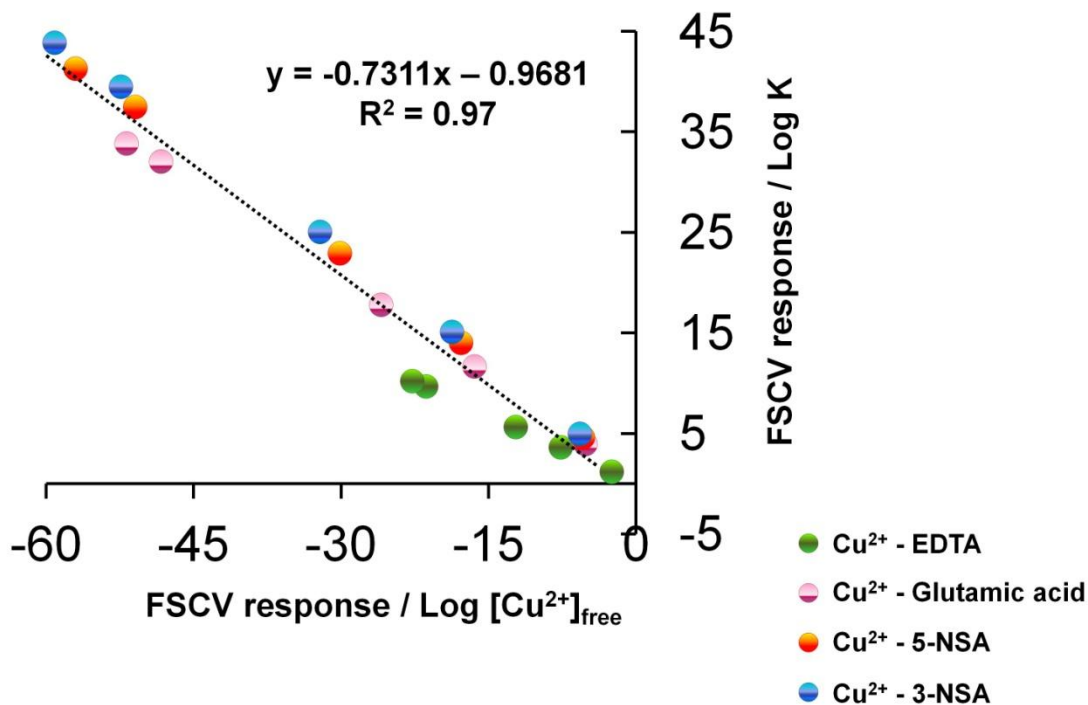 45
y = -0.7311x – 0.9681
R² = 0.97
35
25
15
5
-5
FSCV response / Log K
-60 -45 -30 -15 0
FSCV response / Log [Cu²⁺]free
Cu²⁺ - EDTA
Cu²⁺ - Glutamic acid
Cu²⁺ - 5-NSA
Cu²⁺ - 3-NSA